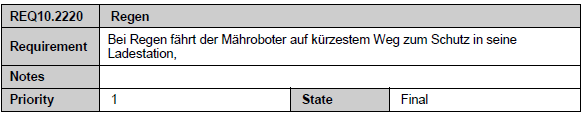 REQ10.2220 Regen
Requirement Bei Regen fährt der Mähroboter auf kürzestem Weg zum Schutz in seine
Ladestation,
Notes
Priority 1 State Final